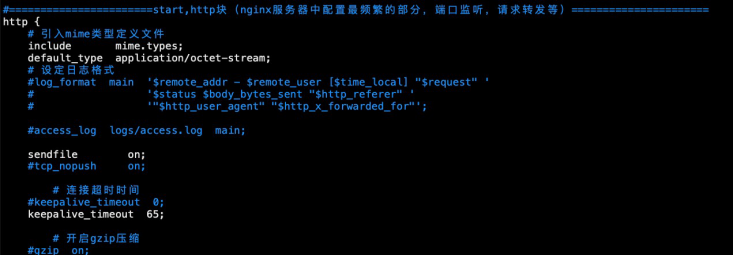 #========================start,http块（nginx服务器中配置最频繁的部分，端口监听，请求转发等）=======================
http {
    # 引入mime类型定义文件
    include       mime.types;
    default_type  application/octet-stream;
    # 设定日志格式
    #log_format  main  '$remote_addr - $remote_user [$time_local] "$request" '
    #                  '$status $body_bytes_sent "$http_referer" '
    #                  '"$http_user_agent" "$http_x_forwarded_for"';
    #access_log  logs/access.log  main;
    sendfile        on;
    #tcp_nopush     on;
        # 连接超时时间
    #keepalive_timeout  0;
    keepalive_timeout  65;
        # 开启gzip压缩
    #gzip  on;